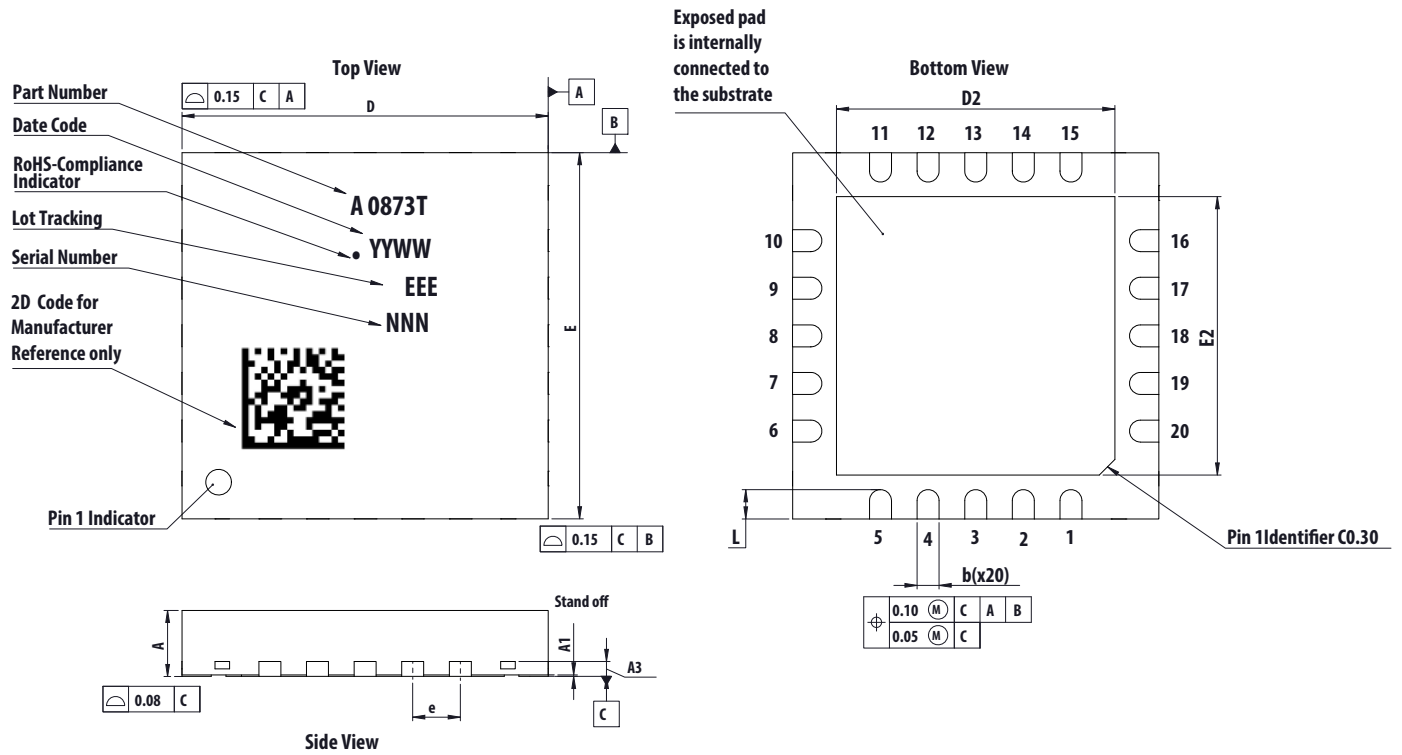 Top View
0.15 C A
D
A
B
Part Number
Date Code
RoHS-Compliance
Indicator
Lot Tracking
Serial Number
2D Code for
Manufacturer
Reference only
A 0873T
• YYWW
EEE
NNN
E
Pin 1 Indicator
0.15 C B
Exposed pad
is internally
connected to
the substrate
Bottom View
D2
11 12 13 14 15
10 16
9 17
8 18
E2
7 19
6 20
L
5 4 3 2 1
Pin 1Identifier C0.30
b(x20)
0.10 M C A B
0.05 M C
Stand off
A
A1
A3
0.08 C
e
C
Side View